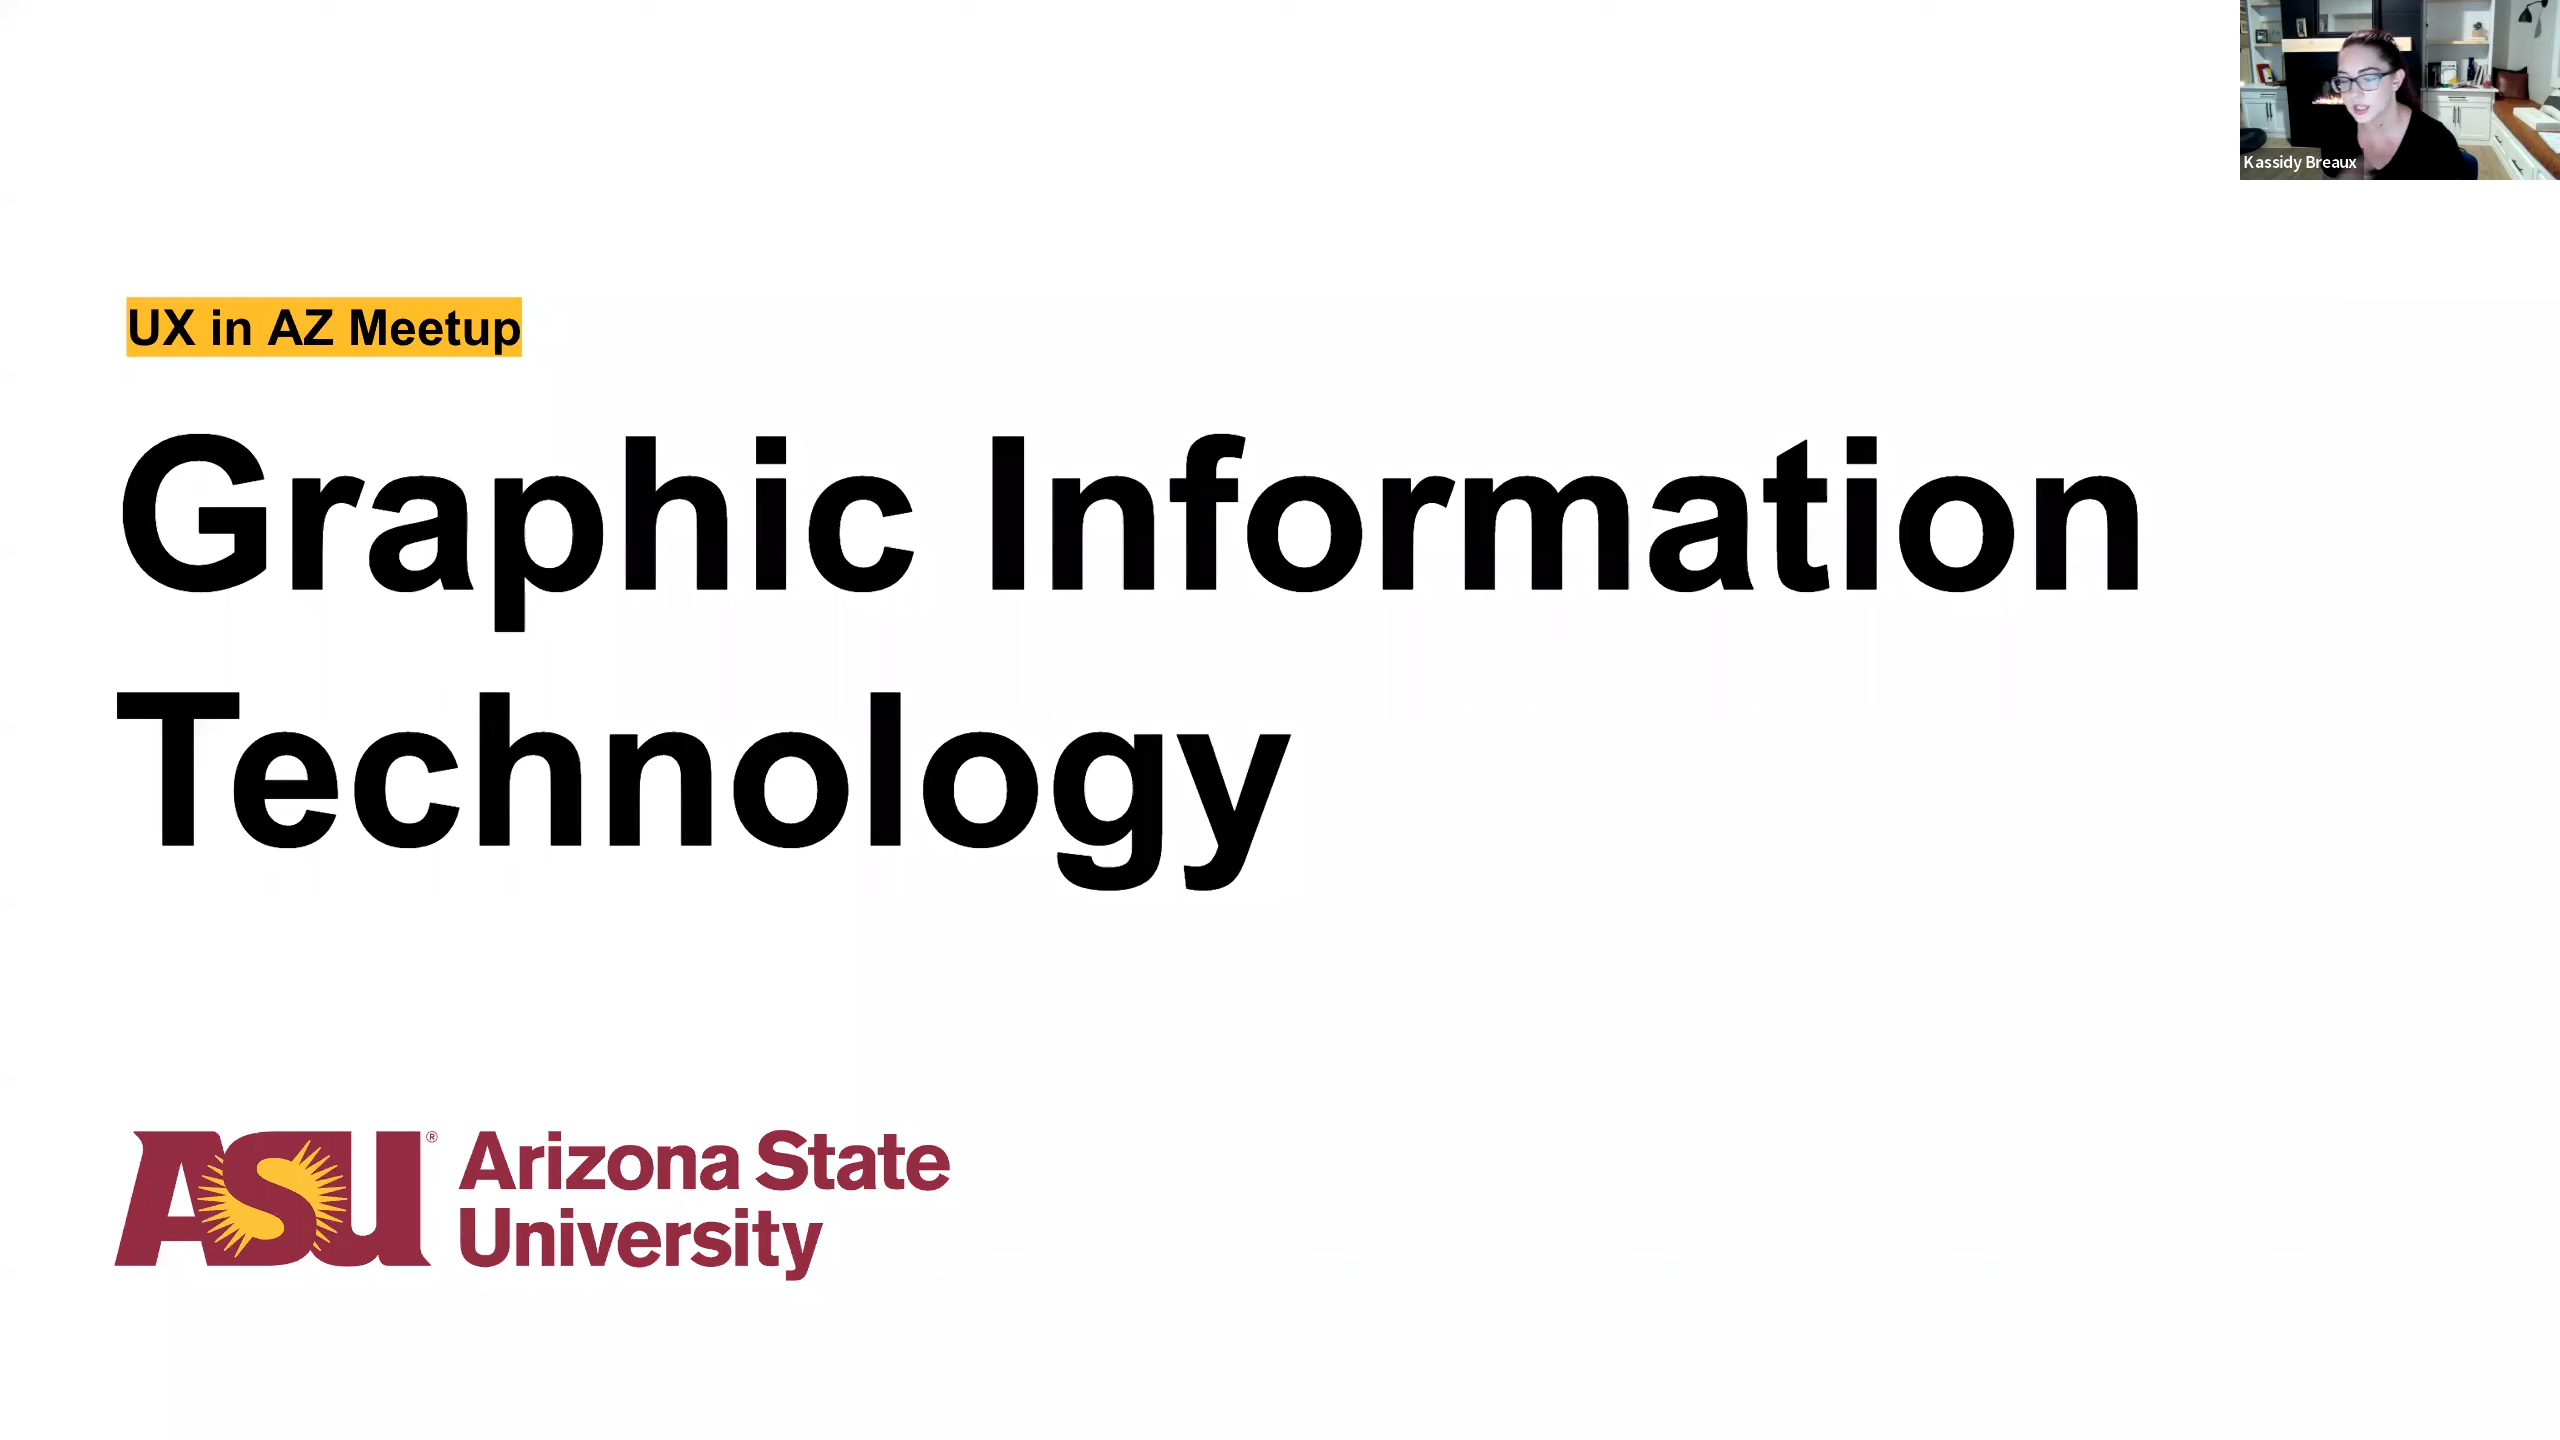 Kassidy Breaux
UX in AZ Meetup
Graphic Information
Technology
ASU® Arizona State
University